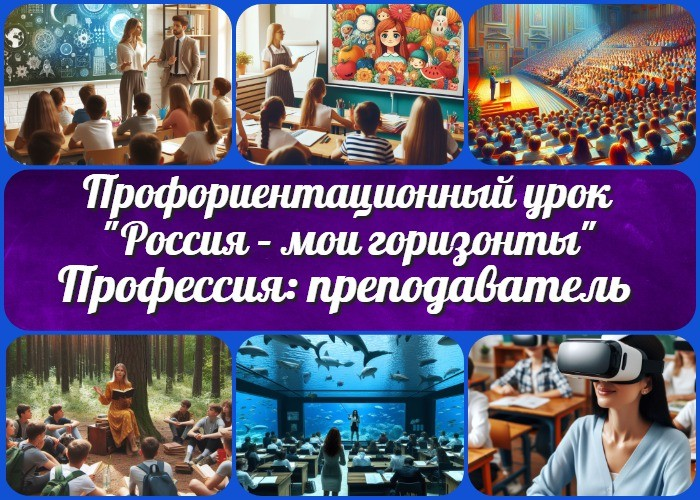 Профориентационный урок
"Россия – мои горизонты"
Профессия: преподаватель